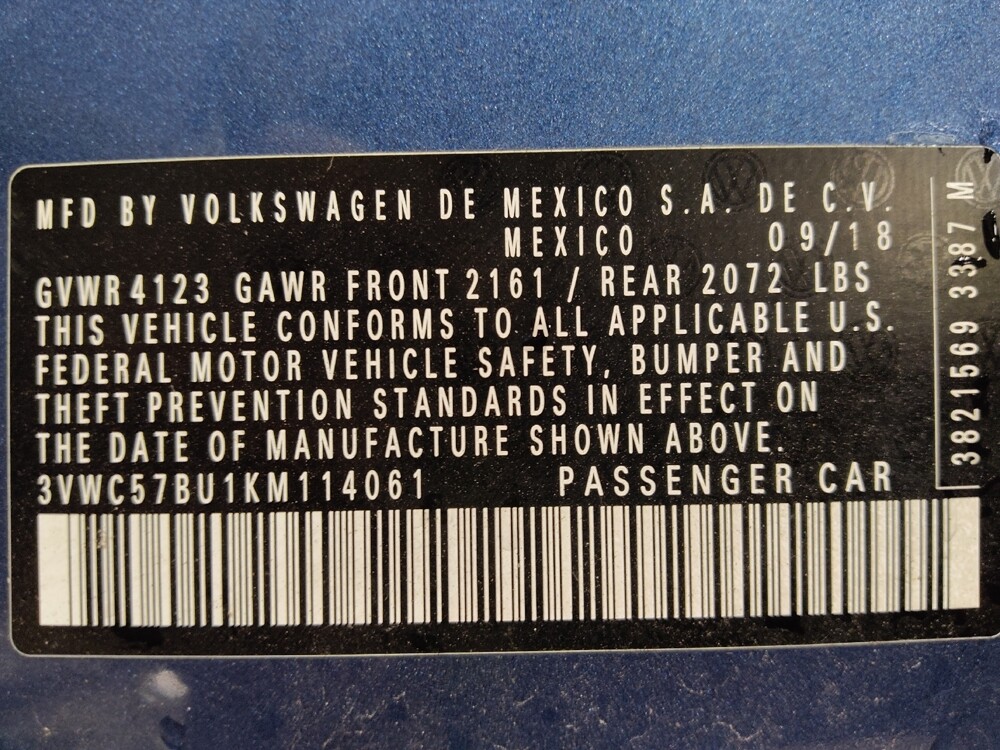 MFD BY VOLKSWAGEN DE MEXICO S.A. DE C.V.
MEXICO 09/18
GVWR 4123 GAWR FRONT 2161 / REAR 2072 LBS
THIS VEHICLE CONFORMS TO ALL APPLICABLE U.S.
FEDERAL MOTOR VEHICLE SAFETY, BUMPER AND
THEFT PREVENTION STANDARDS IN EFFECT ON
THE DATE OF MANUFACTURE SHOWN ABOVE.
3VWC57BU1KM114061 PASSENGER CAR
3821569 3387 M